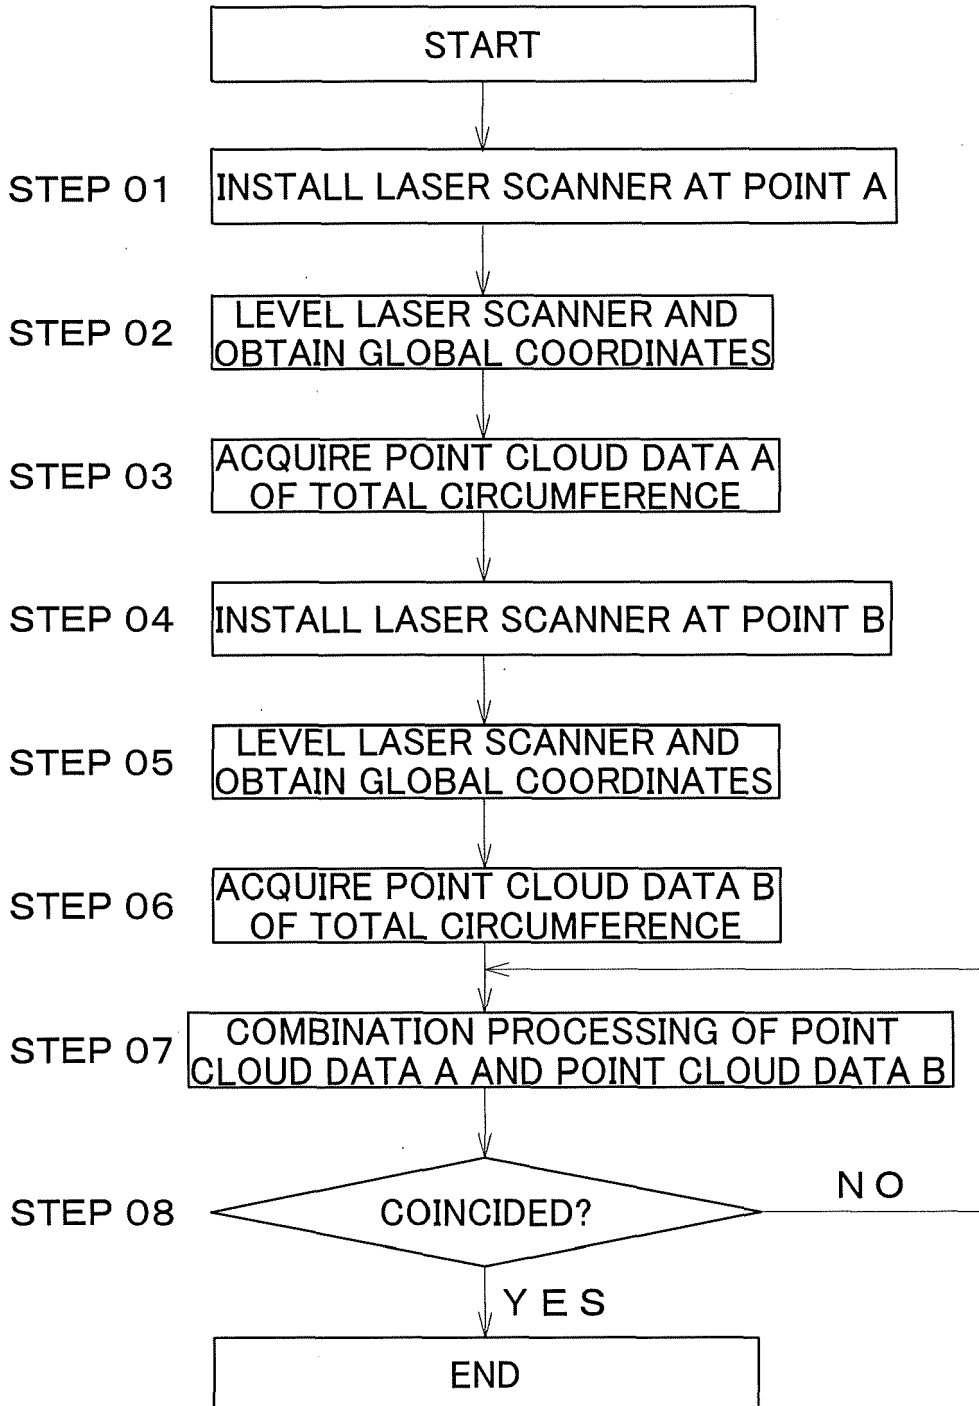 START
STEP 01
INSTALL LASER SCANNER AT POINT A
STEP 02
LEVEL LASER SCANNER AND
OBTAIN GLOBAL COORDINATES
STEP 03
ACQUIRE POINT CLOUD DATA A
OF TOTAL CIRCUMFERENCE
STEP 04
INSTALL LASER SCANNER AT POINT B
STEP 05
LEVEL LASER SCANNER AND
OBTAIN GLOBAL COORDINATES
STEP 06
ACQUIRE POINT CLOUD DATA B
OF TOTAL CIRCUMFERENCE
STEP 07
COMBINATION PROCESSING OF POINT
CLOUD DATA A AND POINT CLOUD DATA B
STEP 08
COINCIDED?
NO
YES
END